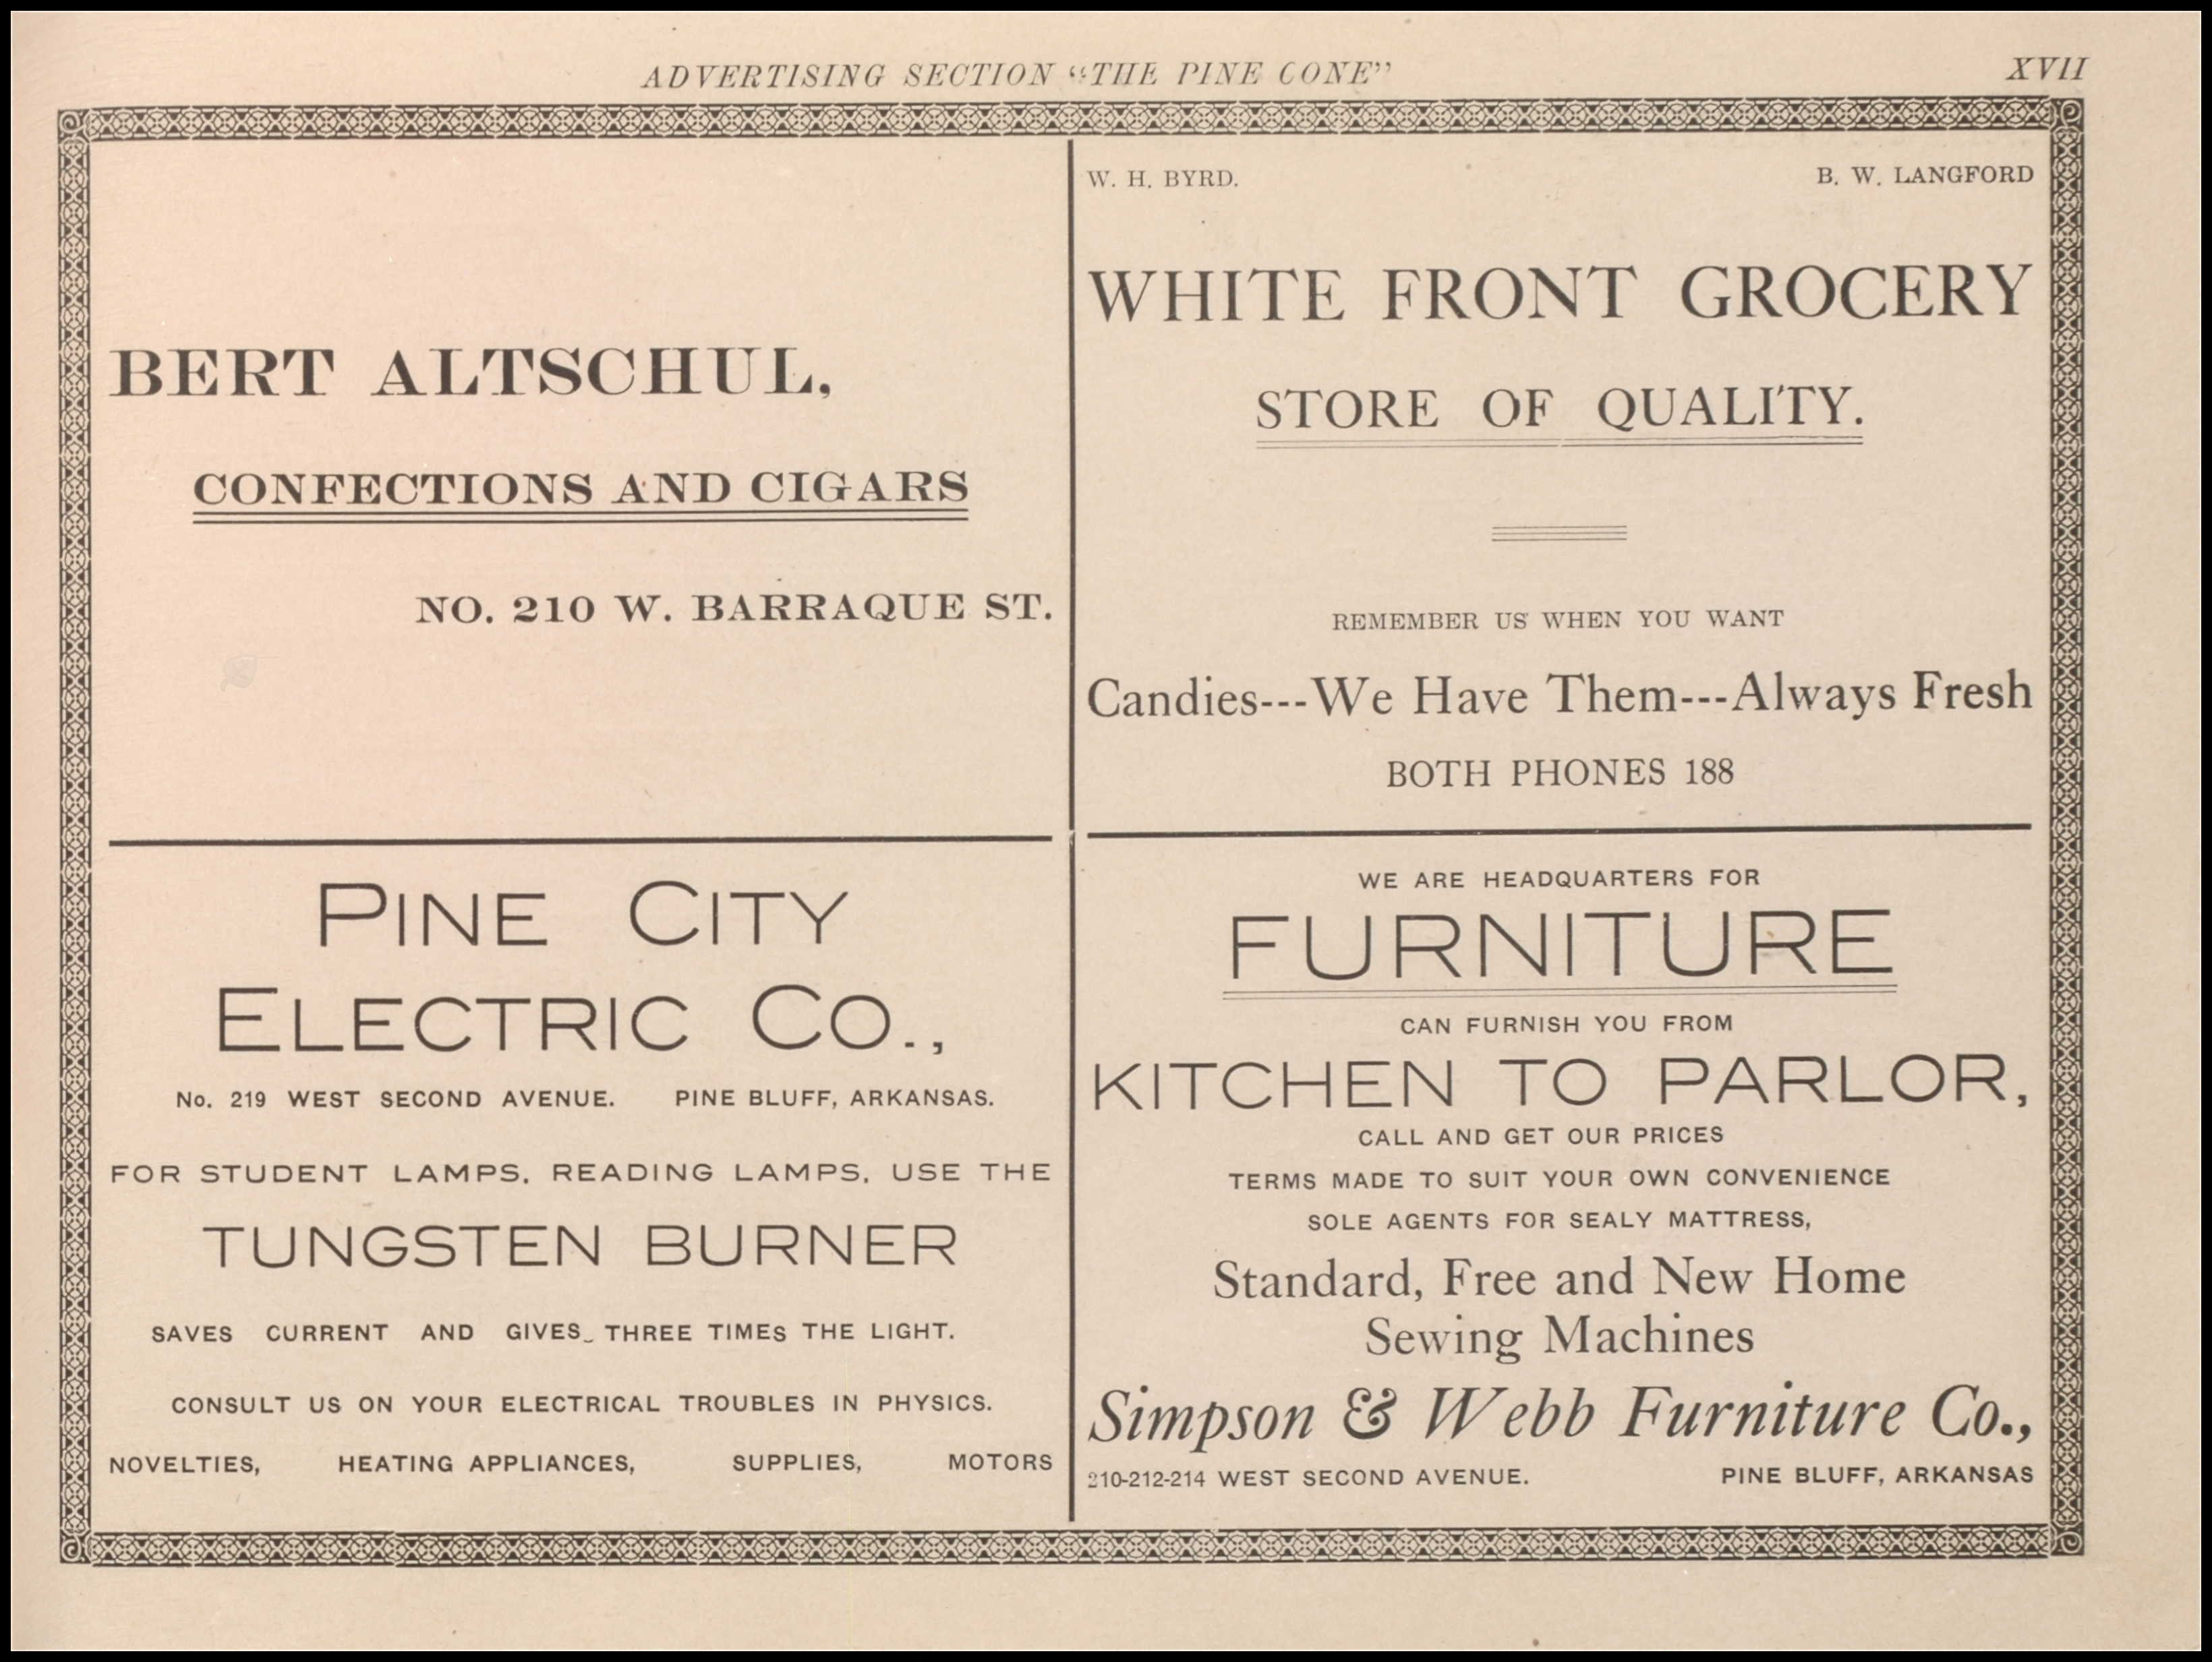 ADVERTISING SECTION “THE PINE CONE”
XVII
BERT ALTSCHUL,
CONFECTIONS AND CIGARS
NO. 210 W. BARRAQUE ST.
W. H. BYRD.
B. W. LANGFORD
WHITE FRONT GROCERY
STORE OF QUALITY.
REMEMBER US WHEN YOU WANT
Candies---We Have Them---Always Fresh
BOTH PHONES 188
PINE CITY
ELECTRIC CO.,
No. 219 WEST SECOND AVENUE. PINE BLUFF, ARKANSAS.
FOR STUDENT LAMPS, READING LAMPS, USE THE
TUNGSTEN BURNER
SAVES CURRENT AND GIVES THREE TIMES THE LIGHT.
CONSULT US ON YOUR ELECTRICAL TROUBLES IN PHYSICS.
NOVELTIES, HEATING APPLIANCES, SUPPLIES, MOTORS
WE ARE HEADQUARTERS FOR
FURNITURE
CAN FURNISH YOU FROM
KITCHEN TO PARLOR,
CALL AND GET OUR PRICES
TERMS MADE TO SUIT YOUR OWN CONVENIENCE
SOLE AGENTS FOR SEALY MATTRESS,
Standard, Free and New Home
Sewing Machines
Simpson & Webb Furniture Co.,
210-212-214 WEST SECOND AVENUE. PINE BLUFF, ARKANSAS